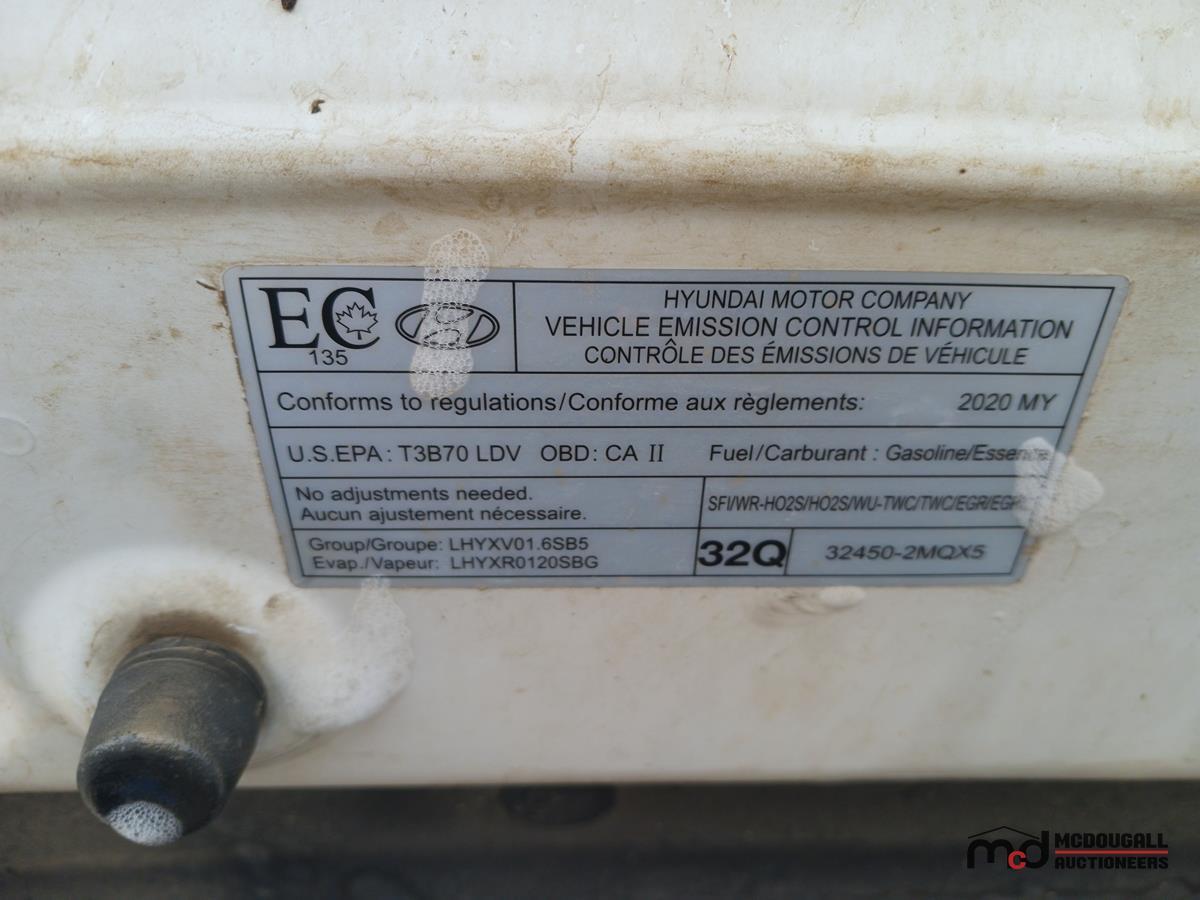 EC
135
HYUNDAI MOTOR COMPANY
VEHICLE EMISSION CONTROL INFORMATION
CONTRÔLE DES ÉMISSIONS DE VÉHICULE
Conforms to regulations/Conforme aux règlements: 2020 MY
U.S.EPA : T3B70 LDV OBD: CA II Fuel/Carburant : Gasoline/Essence
No adjustments needed.
Aucun ajustement nécessaire.
SFI/WR-HO2S/HO2S/WU-TWC/TWC/EGR/
Group/Groupe: LHYXV01.6SB5
Evap./Vapeur: LHYXR0120SBG
32Q
32450-2MQX5
mcd MCDOUGALL
AUCTIONEERS